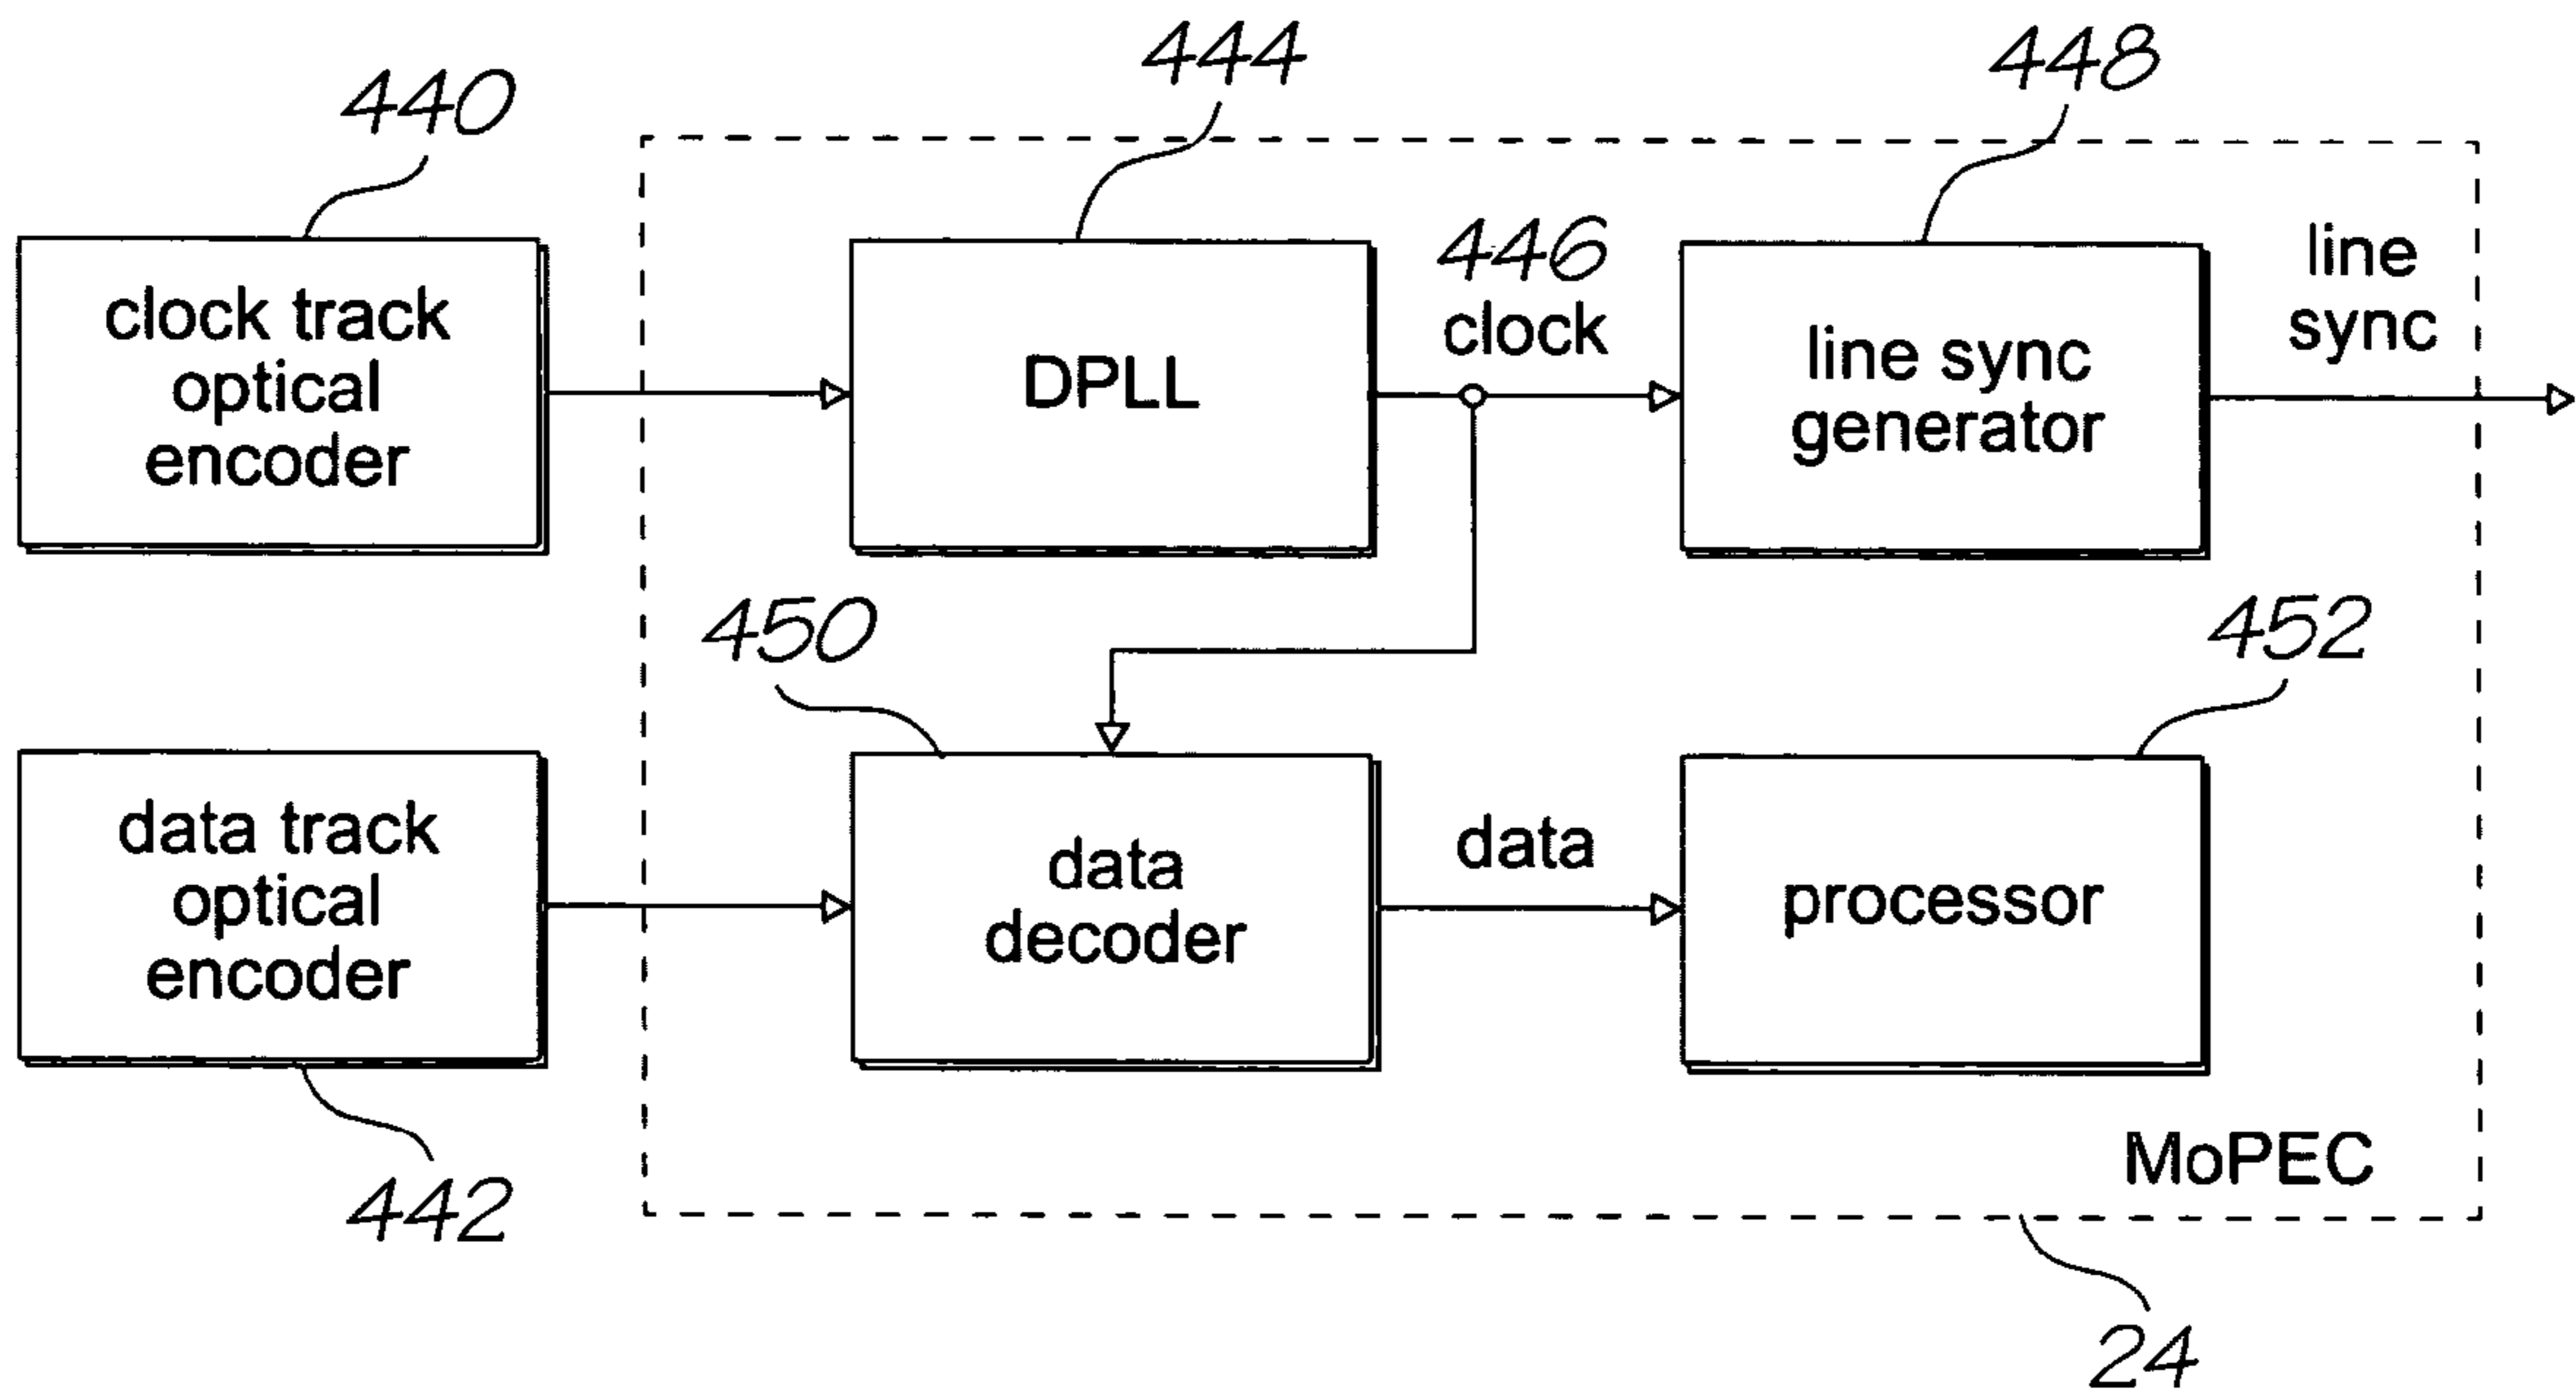 440
444
448
clock track
optical
encoder
DPLL
446
clock
line sync
generator
line
sync
450
452
data track
optical
encoder
data
decoder
data
processor
442
MoPEC
24